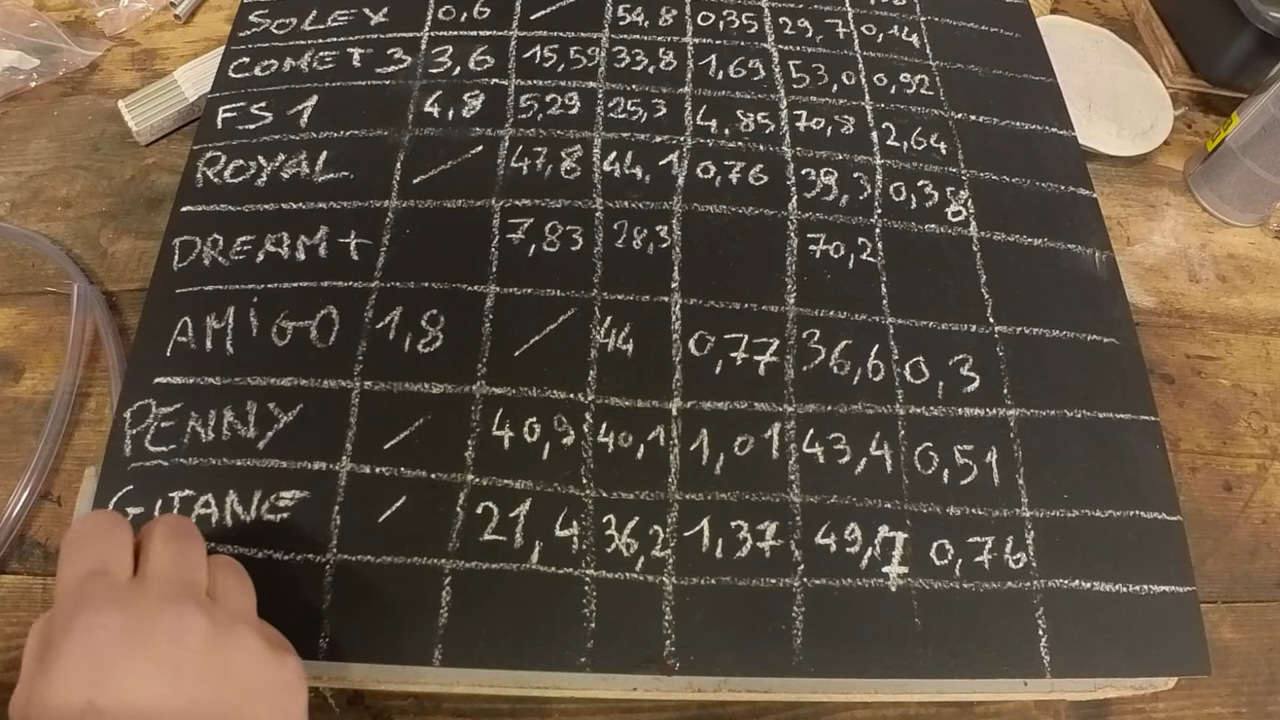 SOLEX 0,6 / 54,8 0,35 29,7 0,14
COMET 3 3,6 15,59 33,8 1,69 53,0 0,92
FS1 4,8 5,29 25,3 4,85 70,8 2,64
ROYAL / 47,8 44,1 0,76 39,3 0,38
DREAM+ 7,83 28,3 70,2
AMiGO 1,8 / 44 0,77 36,6 0,3
PENNY / 40,9 40,1 1,01 43,4 0,51
GITANE / 21,4 36,2 1,37 49,7 0,76